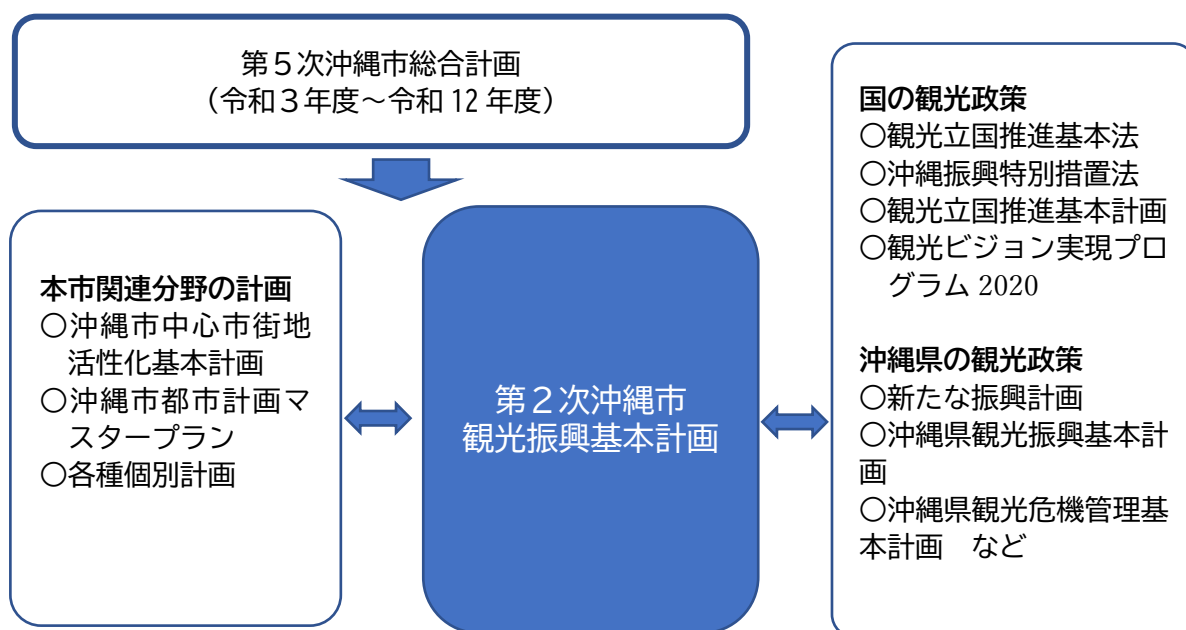 第５次沖縄市総合計画
（令和３年度～令和 12 年度）
本市関連分野の計画
〇沖縄市中心市街地
活性化基本計画
〇沖縄市都市計画マ
スタープラン
〇各種個別計画
第２次沖縄市
観光振興基本計画
国の観光政策
〇観光立国推進基本法
〇沖縄振興特別措置法
〇観光立国推進基本計画
〇観光ビジョン実現プロ
グラム 2020
沖縄県の観光政策
〇新たな振興計画
〇沖縄県観光振興基本計
画
〇沖縄県観光危機管理基
本計画　など